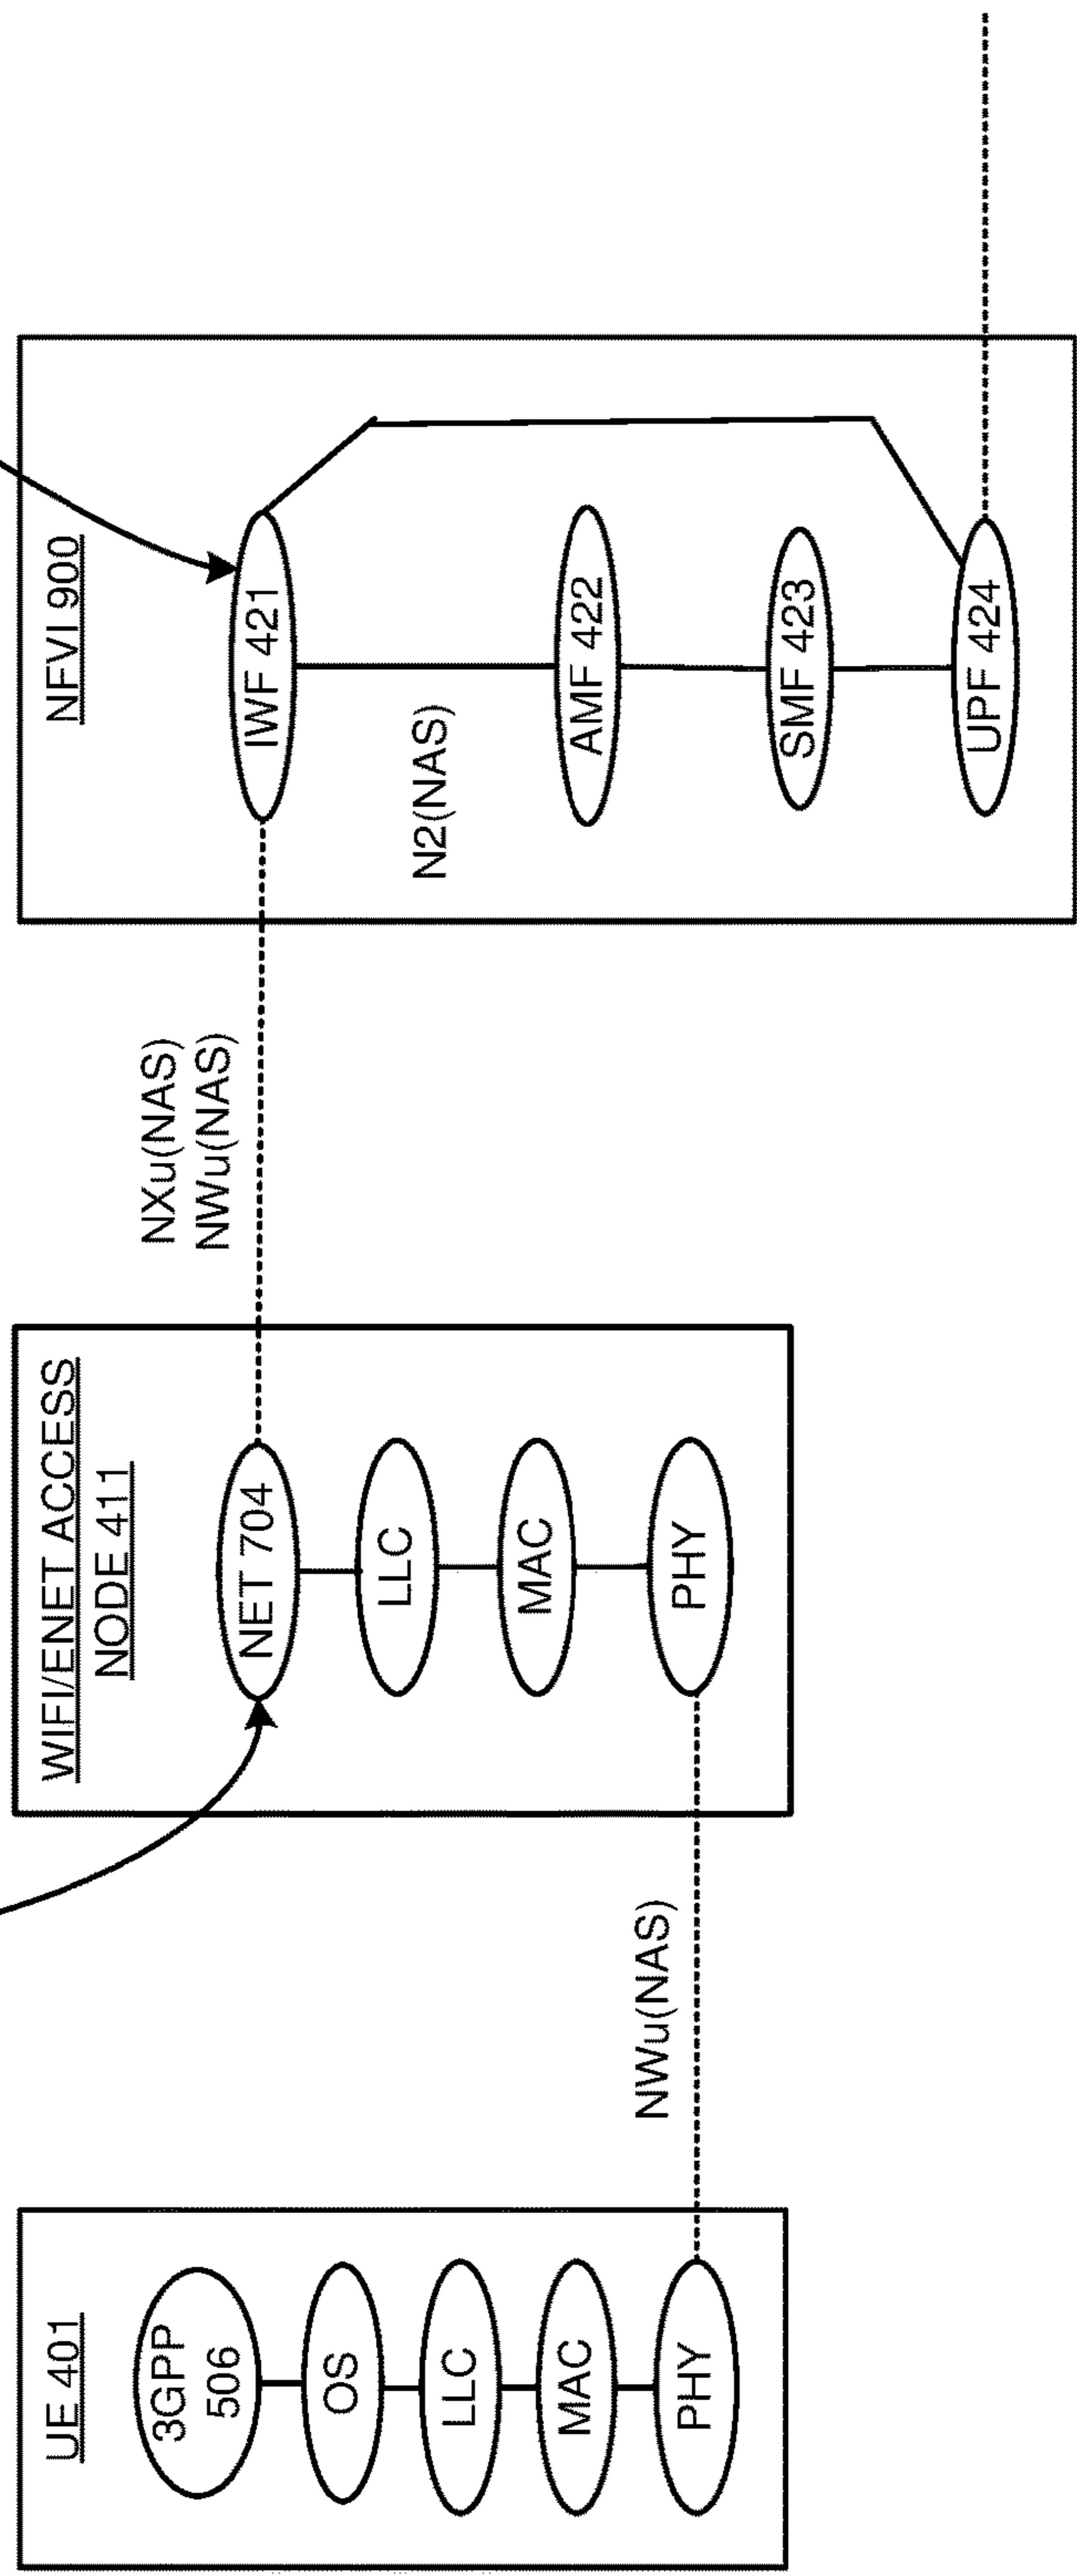 UE 401
3GPP
506
OS
LLC
MAC
PHY
NWu(NAS)
WIFI/ENET ACCESS
NODE 411
NET 704
LLC
MAC
PHY
NXu(NAS)
NWu(NAS)
NFVI 900
IWF 421
N2(NAS)
AMF 422
SMF 423
UPF 424